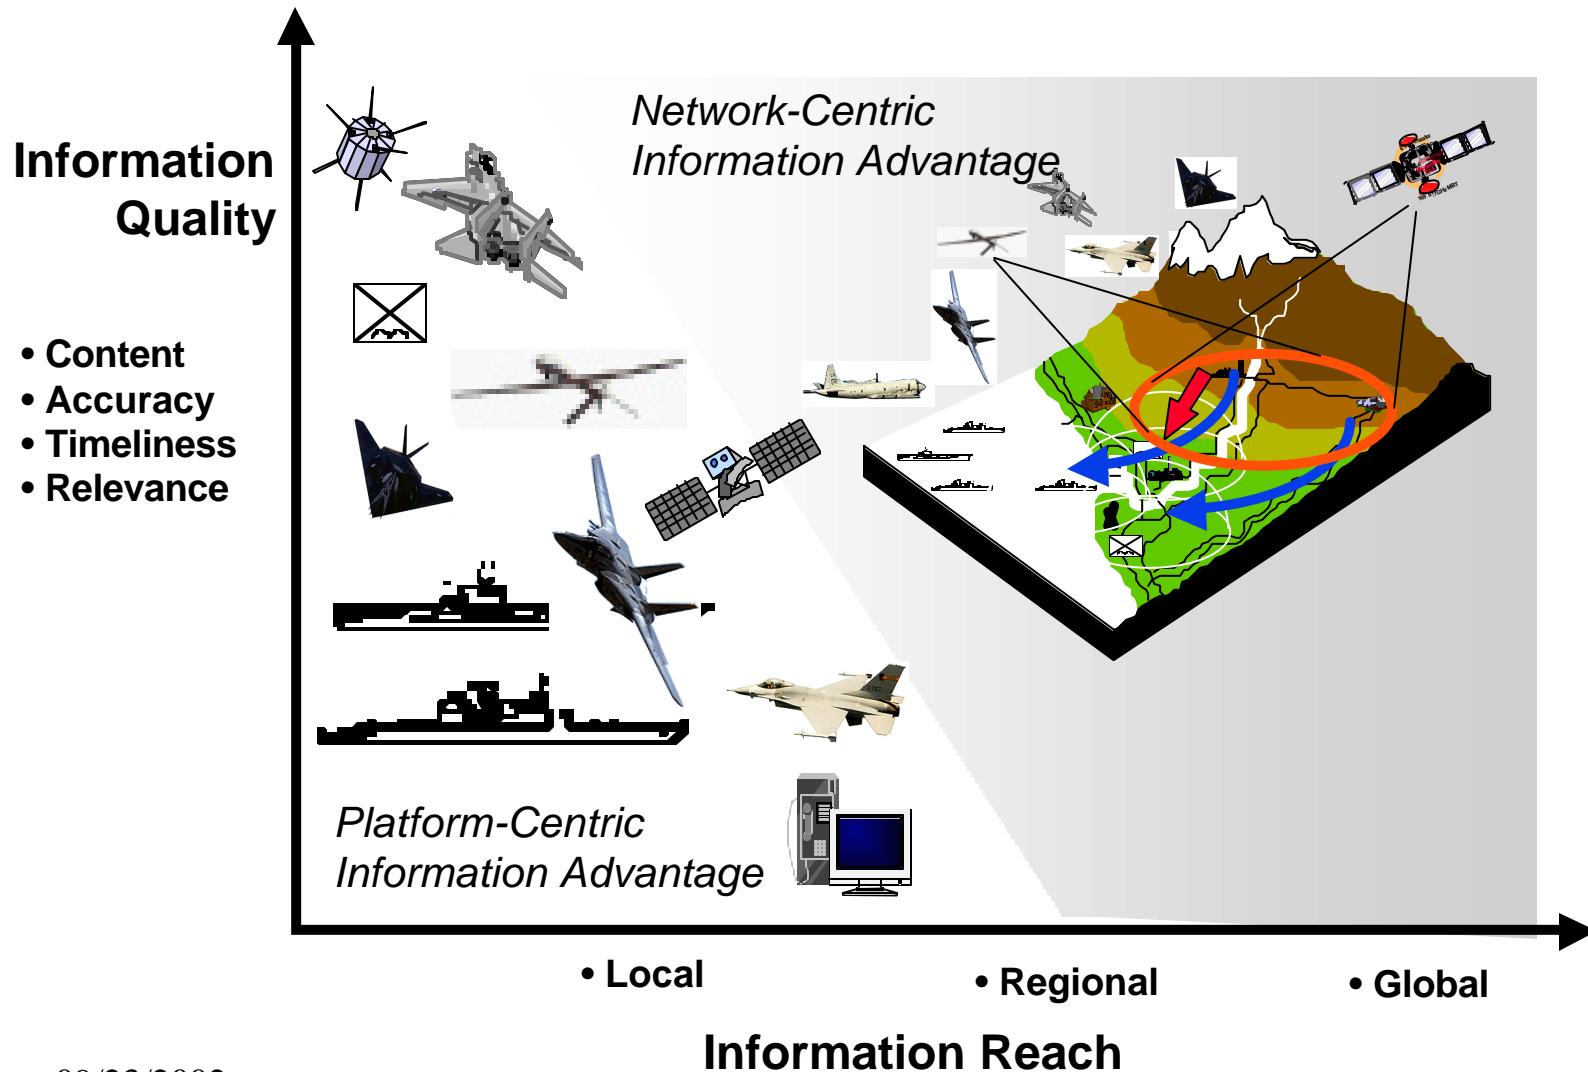 Network-Centric
Information Advantage
Information
Quality
• Content
• Accuracy
• Timeliness
• Relevance
Platform-Centric
Information Advantage
• Local
• Regional
• Global
Information Reach